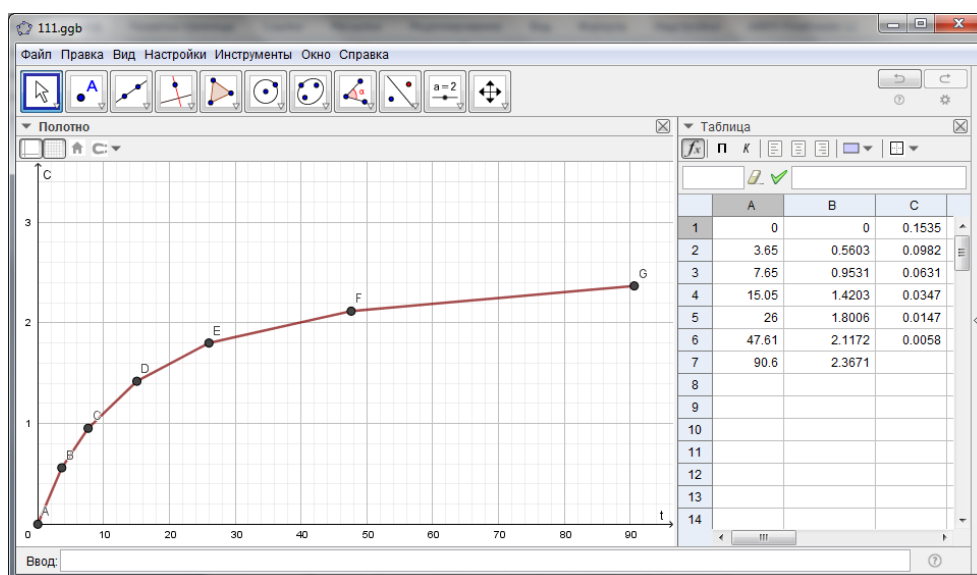 111.ggb
Файл Правка Вид Настройки Инструменты Окно Справка
A α a = 2
Полотно
Таблица
fx П К
C
3
2
1
0 10 20 30 40 50 60 70 80 90
t
A
B
C
D
E
F
G
A B C
1 0 0 0.1535
2 3.65 0.5603 0.0982
3 7.65 0.9531 0.0631
4 15.05 1.4203 0.0347
5 26 1.8006 0.0147
6 47.61 2.1172 0.0058
7 90.6 2.3671
8
9
10
11
12
13
14
Ввод: